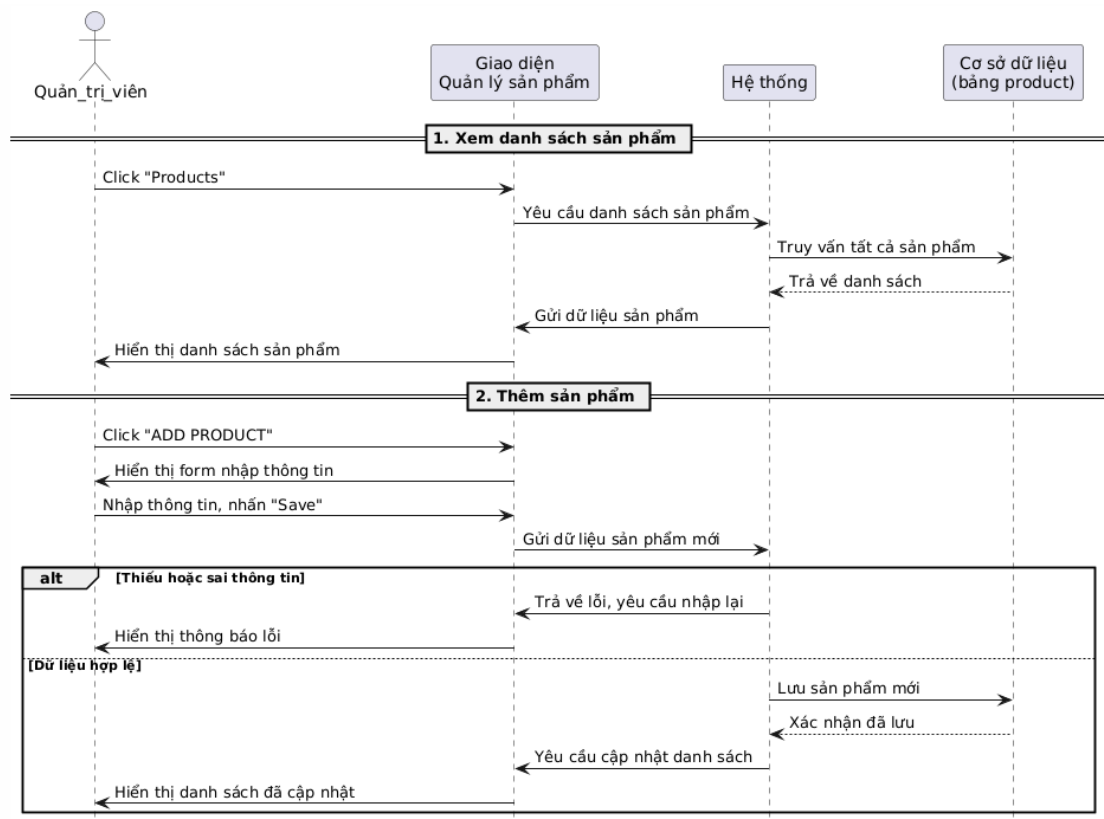 Quản_trị_viên
Giao diện
Quản lý sản phẩm
Hệ thống
Cơ sở dữ liệu
(bảng product)
1. Xem danh sách sản phẩm
Click "Products"
Yêu cầu danh sách sản phẩm
Truy vấn tất cả sản phẩm
Trả về danh sách
Gửi dữ liệu sản phẩm
Hiển thị danh sách sản phẩm
2. Thêm sản phẩm
Click "ADD PRODUCT"
Hiển thị form nhập thông tin
Nhập thông tin, nhấn "Save"
Gửi dữ liệu sản phẩm mới
alt [Thiếu hoặc sai thông tin]
Trả về lỗi, yêu cầu nhập lại
Hiển thị thông báo lỗi
[Dữ liệu hợp lệ]
Lưu sản phẩm mới
Xác nhận đã lưu
Yêu cầu cập nhật danh sách
Hiển thị danh sách đã cập nhật